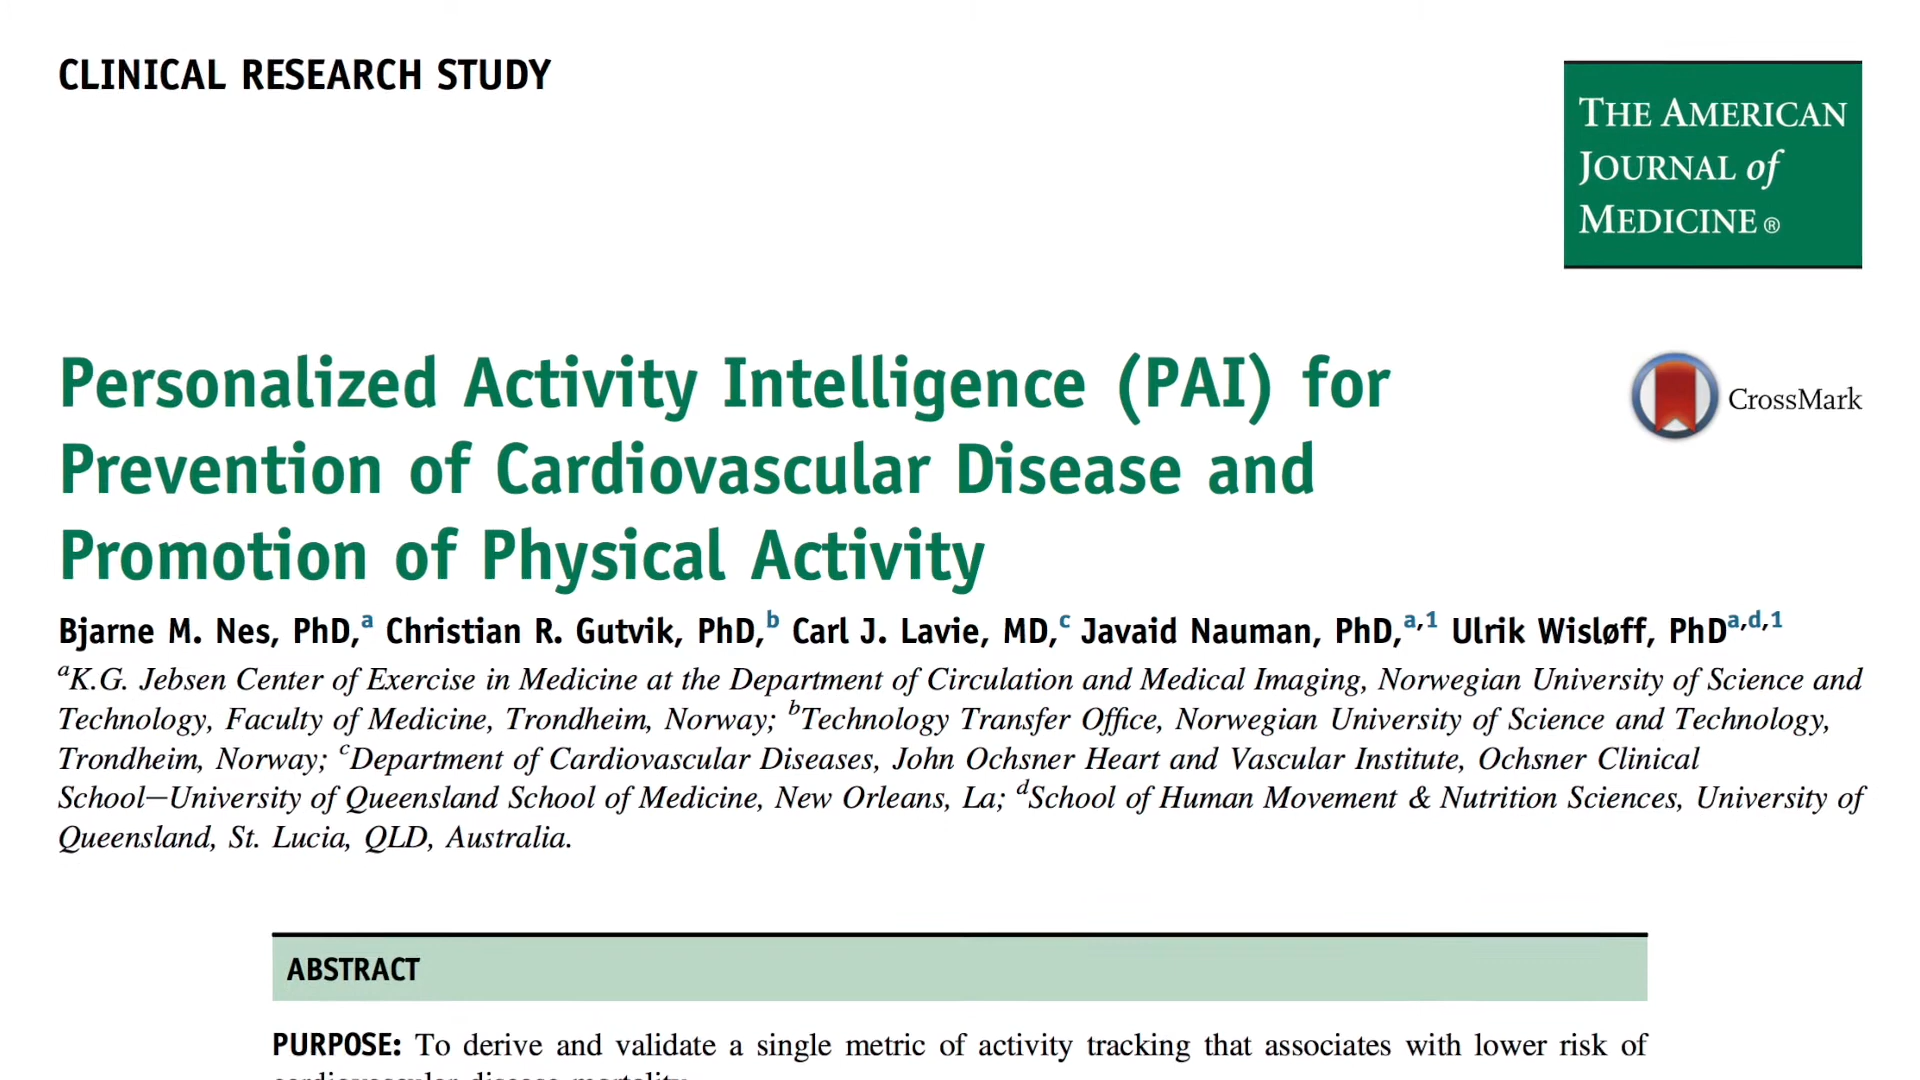 CLINICAL RESEARCH STUDY
THE AMERICAN
JOURNAL of
MEDICINE ®
Personalized Activity Intelligence (PAI) for
Prevention of Cardiovascular Disease and
Promotion of Physical Activity
CrossMark
Bjarne M. Nes, PhD,a Christian R. Gutvik, PhD,b Carl J. Lavie, MD,c Javaid Nauman, PhD,a,1 Ulrik Wisløff, PhDa,d,1
aK.G. Jebsen Center of Exercise in Medicine at the Department of Circulation and Medical Imaging, Norwegian University of Science and
Technology, Faculty of Medicine, Trondheim, Norway; bTechnology Transfer Office, Norwegian University of Science and Technology,
Trondheim, Norway; cDepartment of Cardiovascular Diseases, John Ochsner Heart and Vascular Institute, Ochsner Clinical
School—University of Queensland School of Medicine, New Orleans, La; dSchool of Human Movement & Nutrition Sciences, University of
Queensland, St. Lucia, QLD, Australia.
ABSTRACT
PURPOSE: To derive and validate a single metric of activity tracking that associates with lower risk of
cardiovascular disease mortality.